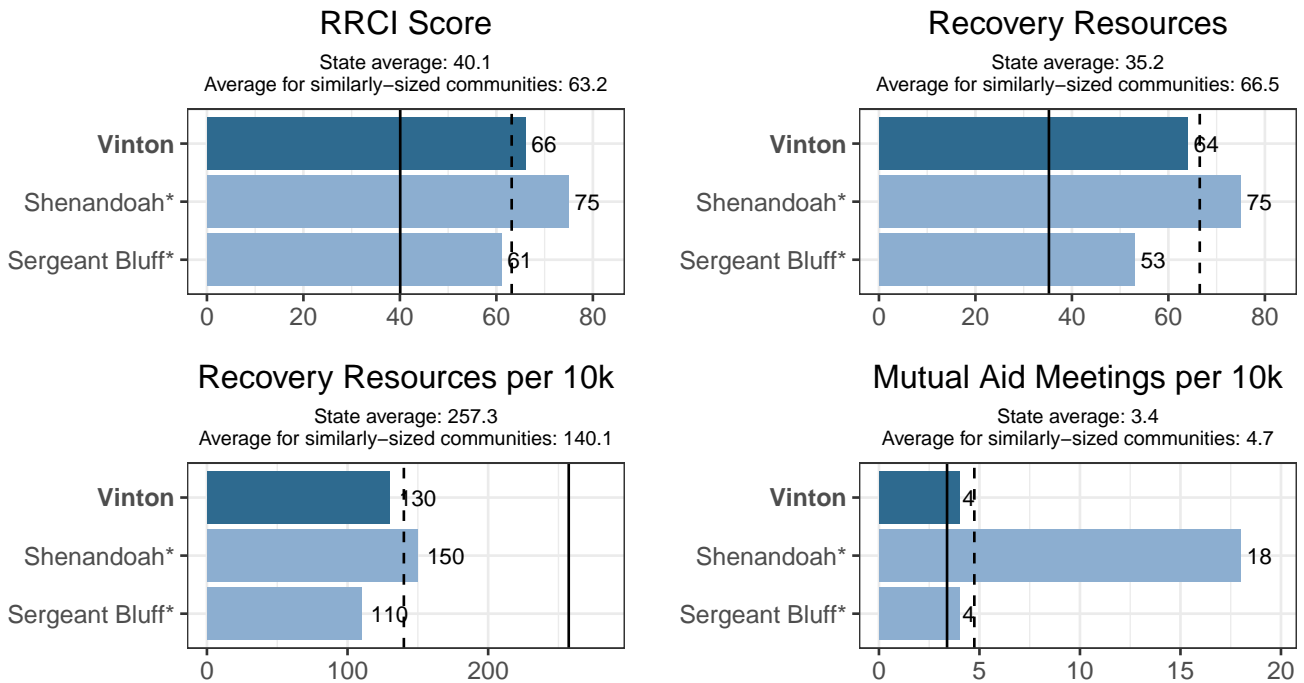 RRCI Score
State average: 40.1
Average for similarly−sized communities: 63.2
Vinton
66
Shenandoah*
75
Sergeant Bluff*
61
0 20 40 60 80
Recovery Resources
State average: 35.2
Average for similarly−sized communities: 66.5
Vinton
64
Shenandoah*
75
Sergeant Bluff*
53
0 20 40 60 80
Recovery Resources per 10k
State average: 257.3
Average for similarly−sized communities: 140.1
Vinton
130
Shenandoah*
150
Sergeant Bluff*
110
0 100 200
Mutual Aid Meetings per 10k
State average: 3.4
Average for similarly−sized communities: 4.7
Vinton
4
Shenandoah*
18
Sergeant Bluff*
4
0 5 10 15 20